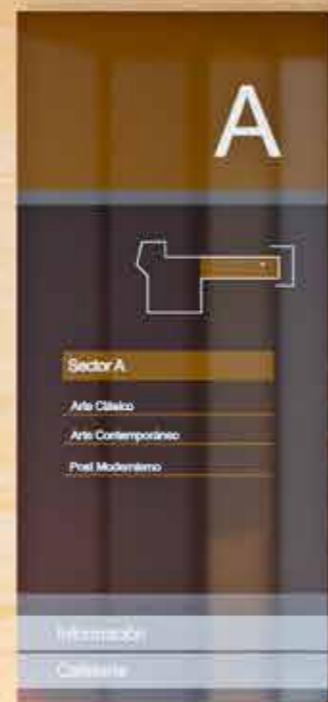 A
Sector A
Arte Clásico
Arte Contemporáneo
Post Modernismo
Información
Cafetería